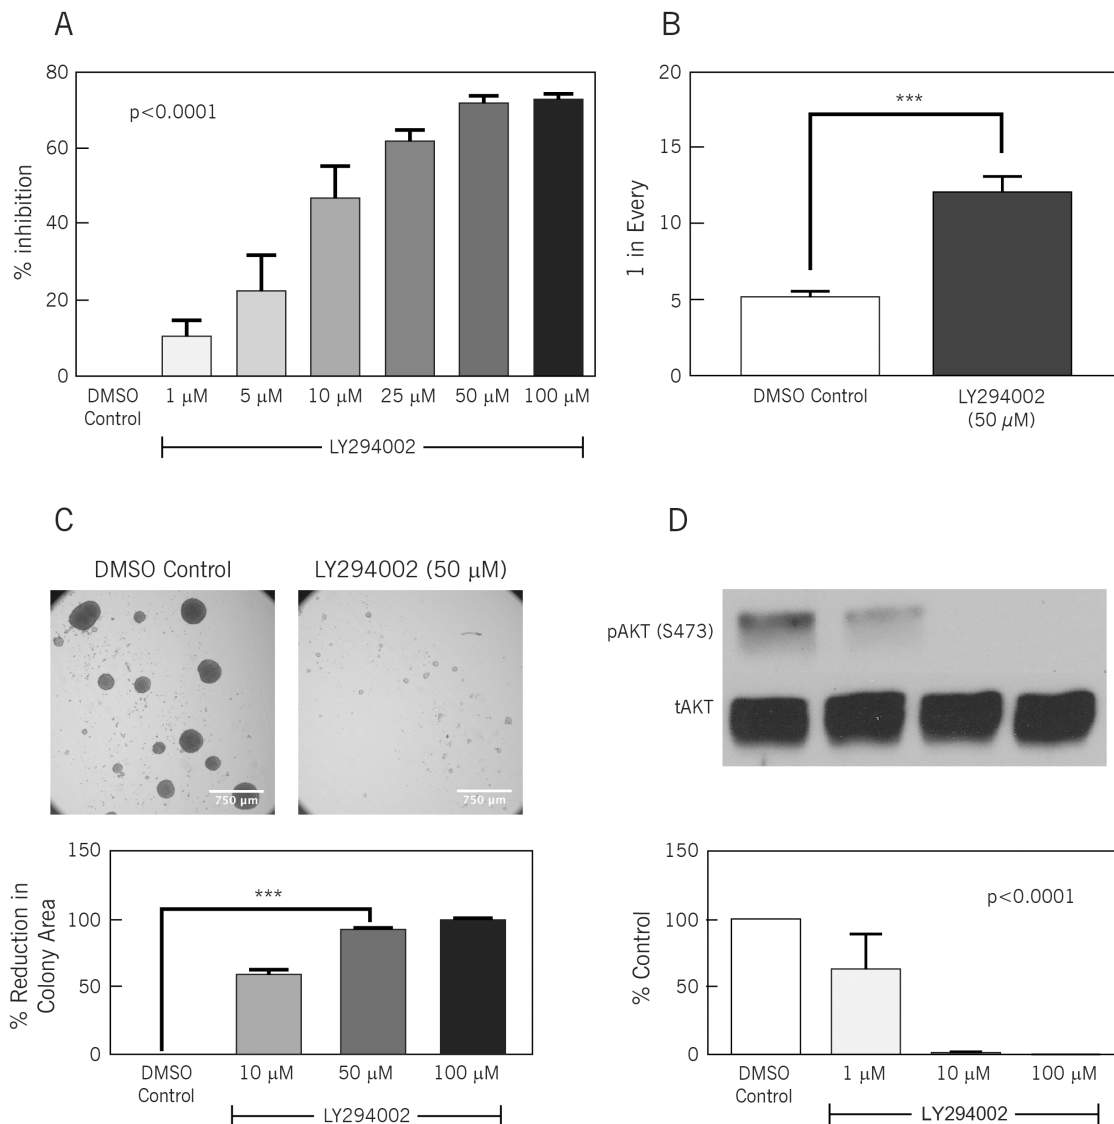 A
80
60
40
20
0
% inhibition
p<0.0001
DMSO
Control
1 µM
5 µM
10 µM
25 µM
50 µM
100 µM
LY294002
B
20
15
10
5
0
1 in Every
***
DMSO Control
LY294002
(50 µM)
C
DMSO Control
LY294002 (50 µM)
750 µm
750 µm
150
100
50
0
% Reduction in
Colony Area
***
DMSO
Control
10 µM
50 µM
100 µM
LY294002
D
pAKT (S473)
tAKT
150
100
50
0
% Control
p<0.0001
DMSO
Control
1 µM
10 µM
100 µM
LY294002